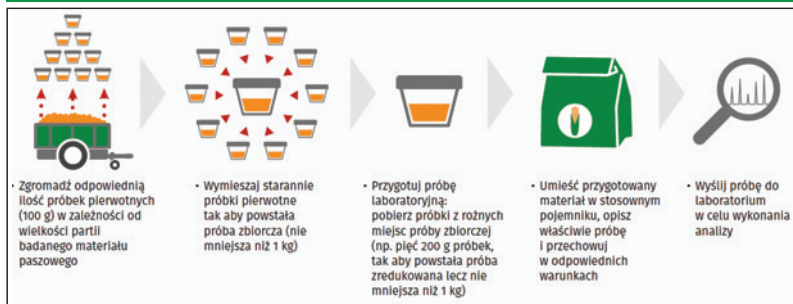 • Zgromadź odpowiednią
ilość próbek pierwotnych
(100 g) w zależności od
wielkości partii
badanego materiału
paszowego
• Wymieszaj starannie
próbki pierwotne
tak aby powstała
próba zbiorcza (nie
mniejsza niż 1 kg)
• Przygotuj próbę
laboratoryjną:
pobierz próbki z rożnych
miejsc próby zbiorczej
(np. pięć 200 g próbek,
tak aby powstała próba
zredukowana lecz nie
mniejsza niż 1 kg)
• Umieść przygotowany
materiał w stosownym
pojemniku, opisz
właściwie próbę
i przechowuj
w odpowiednich
warunkach
• Wyślij próbę do
laboratorium
w celu wykonania
analizy